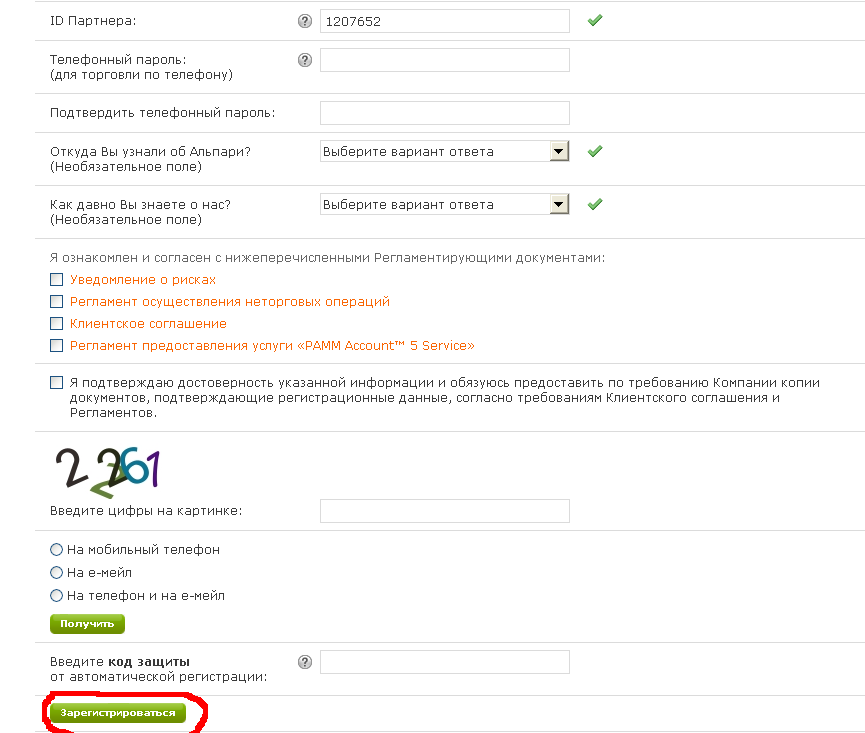 ID Партнера: ? 1207652
Телефонный пароль: ?
(для торговли по телефону)
Подтвердить телефонный пароль:
Откуда Вы узнали об Альпари? Выберите вариант ответа
(Необязательное поле)
Как давно Вы знаете о нас? Выберите вариант ответа
(Необязательное поле)
Я ознакомлен и согласен с нижеперечисленными Регламентирующими документами:
Уведомление о рисках
Регламент осуществления неторговых операций
Клиентское соглашение
Регламент предоставления услуги «PAMM Account™ 5 Service»
Я подтверждаю достоверность указанной информации и обязуюсь предоставить по требованию Компании копии
документов, подтверждающие регистрационные данные, согласно требованиям Клиентского соглашения и
Регламентов.
Введите цифры на картинке:
На мобильный телефон
На е-мейл
На телефон и на е-мейл
Получить
Введите код защиты ?
от автоматической регистрации:
Зарегистрироваться